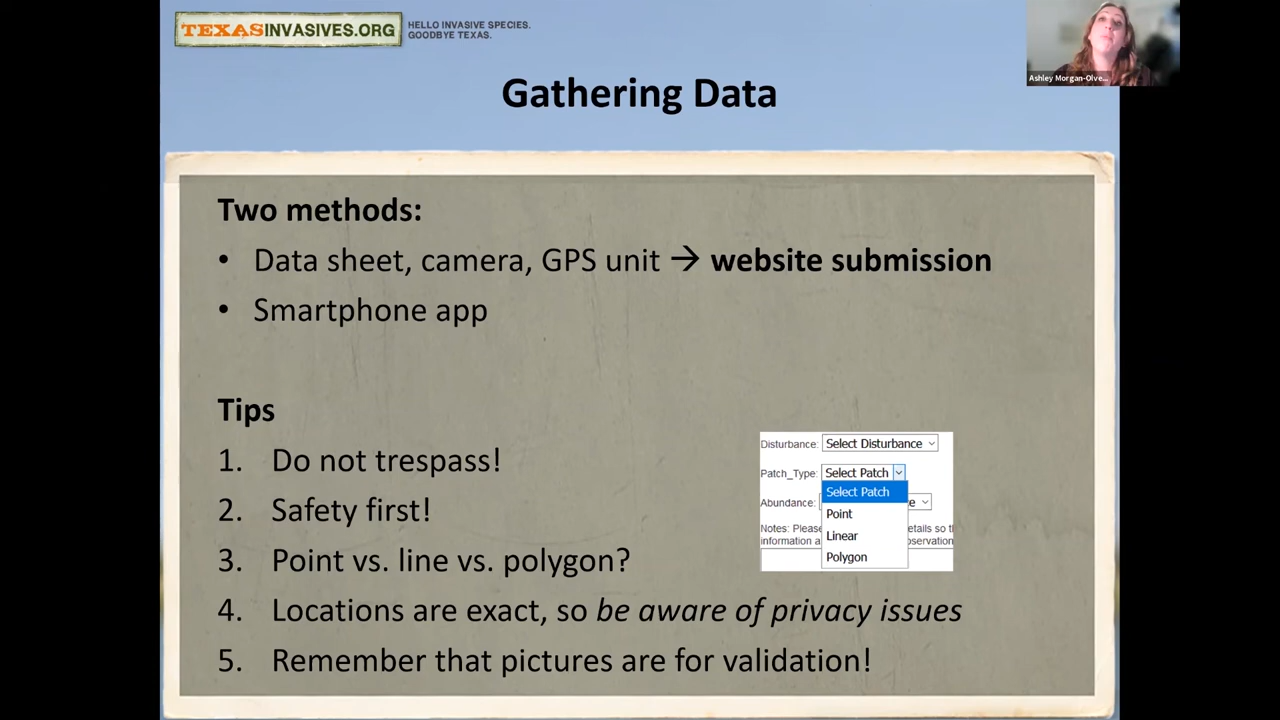 TEXASINVASIVES.ORG
HELLO INVASIVE SPECIES.
GOODBYE TEXAS.
Ashley Morgan-Olve...
Gathering Data
Two methods:
• Data sheet, camera, GPS unit → website submission
• Smartphone app
Tips
1. Do not trespass!
2. Safety first!
3. Point vs. line vs. polygon?
4. Locations are exact, so be aware of privacy issues
5. Remember that pictures are for validation!
Disturbance: Select Disturbance
Patch_Type: Select Patch
Select Patch
Abundance:
Point
Notes: Please
Linear
information a
Polygon